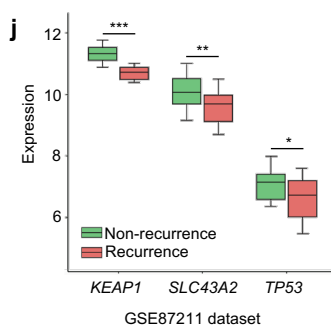 j
Expression
12
10
8
6
***
**
*
Non-recurrence
Recurrence
KEAP1 SLC43A2 TP53
GSE87211 dataset